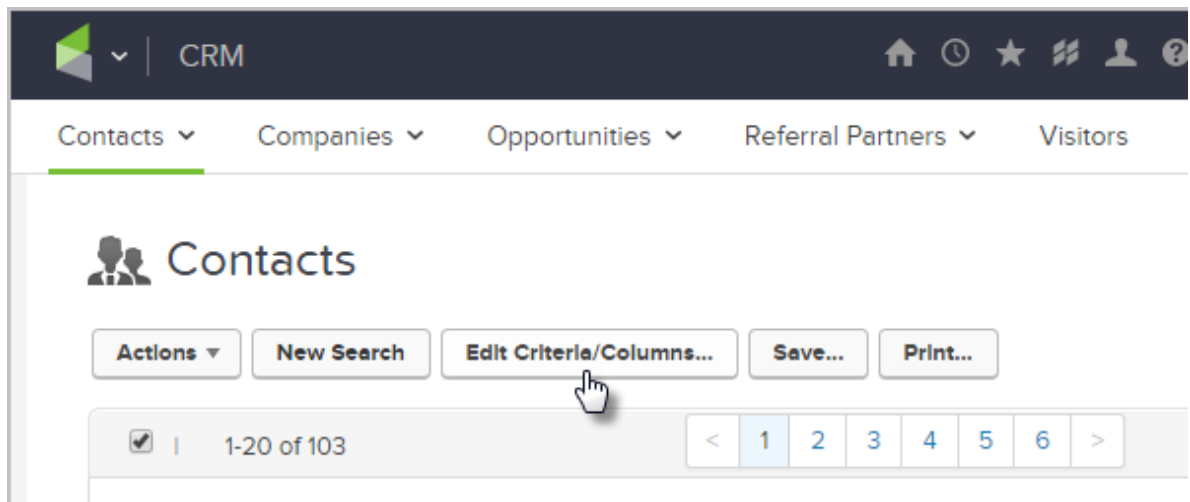 CRM
Contacts Companies Opportunities Referral Partners Visitors
Contacts
Actions New Search Edit Criteria/Columns... Save... Print...
1-20 of 103 < 1 2 3 4 5 6 >